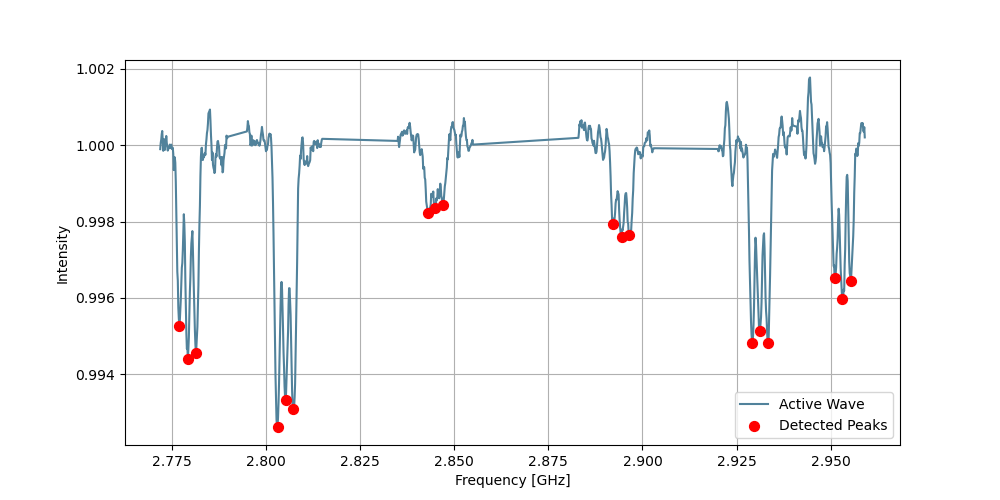 1.002
1.000
0.998
0.996
0.994
Intensity
2.775 2.800 2.825 2.850 2.875 2.900 2.925 2.950
Frequency [GHz]
Active Wave
Detected Peaks